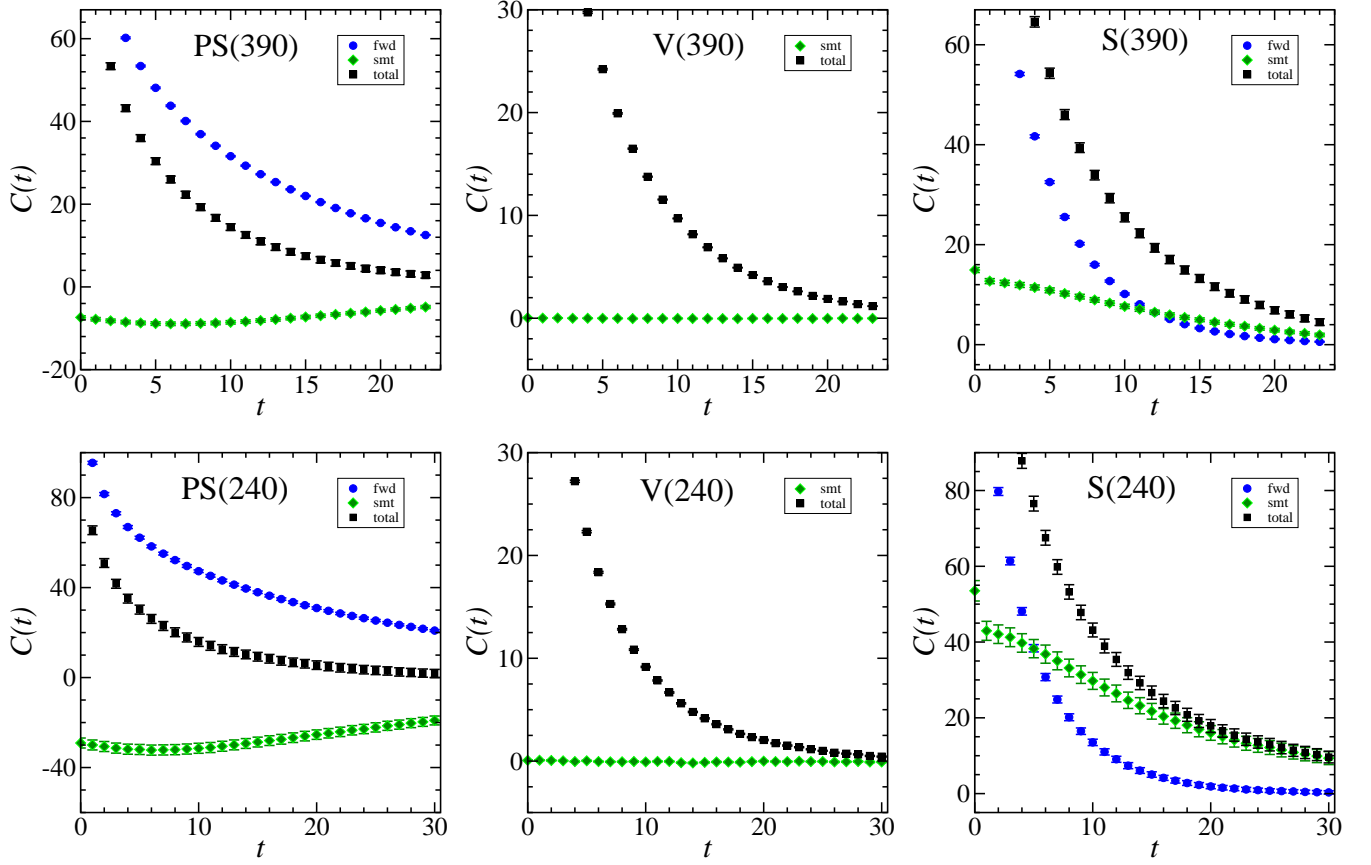 PS(390)
fwd
smt
total
C(t)
60
40
20
0
-20
0 5 10 15 20
t
V(390)
smt
total
C(t)
30
20
10
0
0 5 10 15 20
t
S(390)
fwd
smt
total
C(t)
60
40
20
0
0 5 10 15 20
t
PS(240)
fwd
smt
total
C(t)
80
40
0
-40
0 10 20 30
t
V(240)
smt
total
C(t)
30
20
10
0
0 10 20 30
t
S(240)
fwd
smt
total
C(t)
80
60
40
20
0
0 10 20 30
t